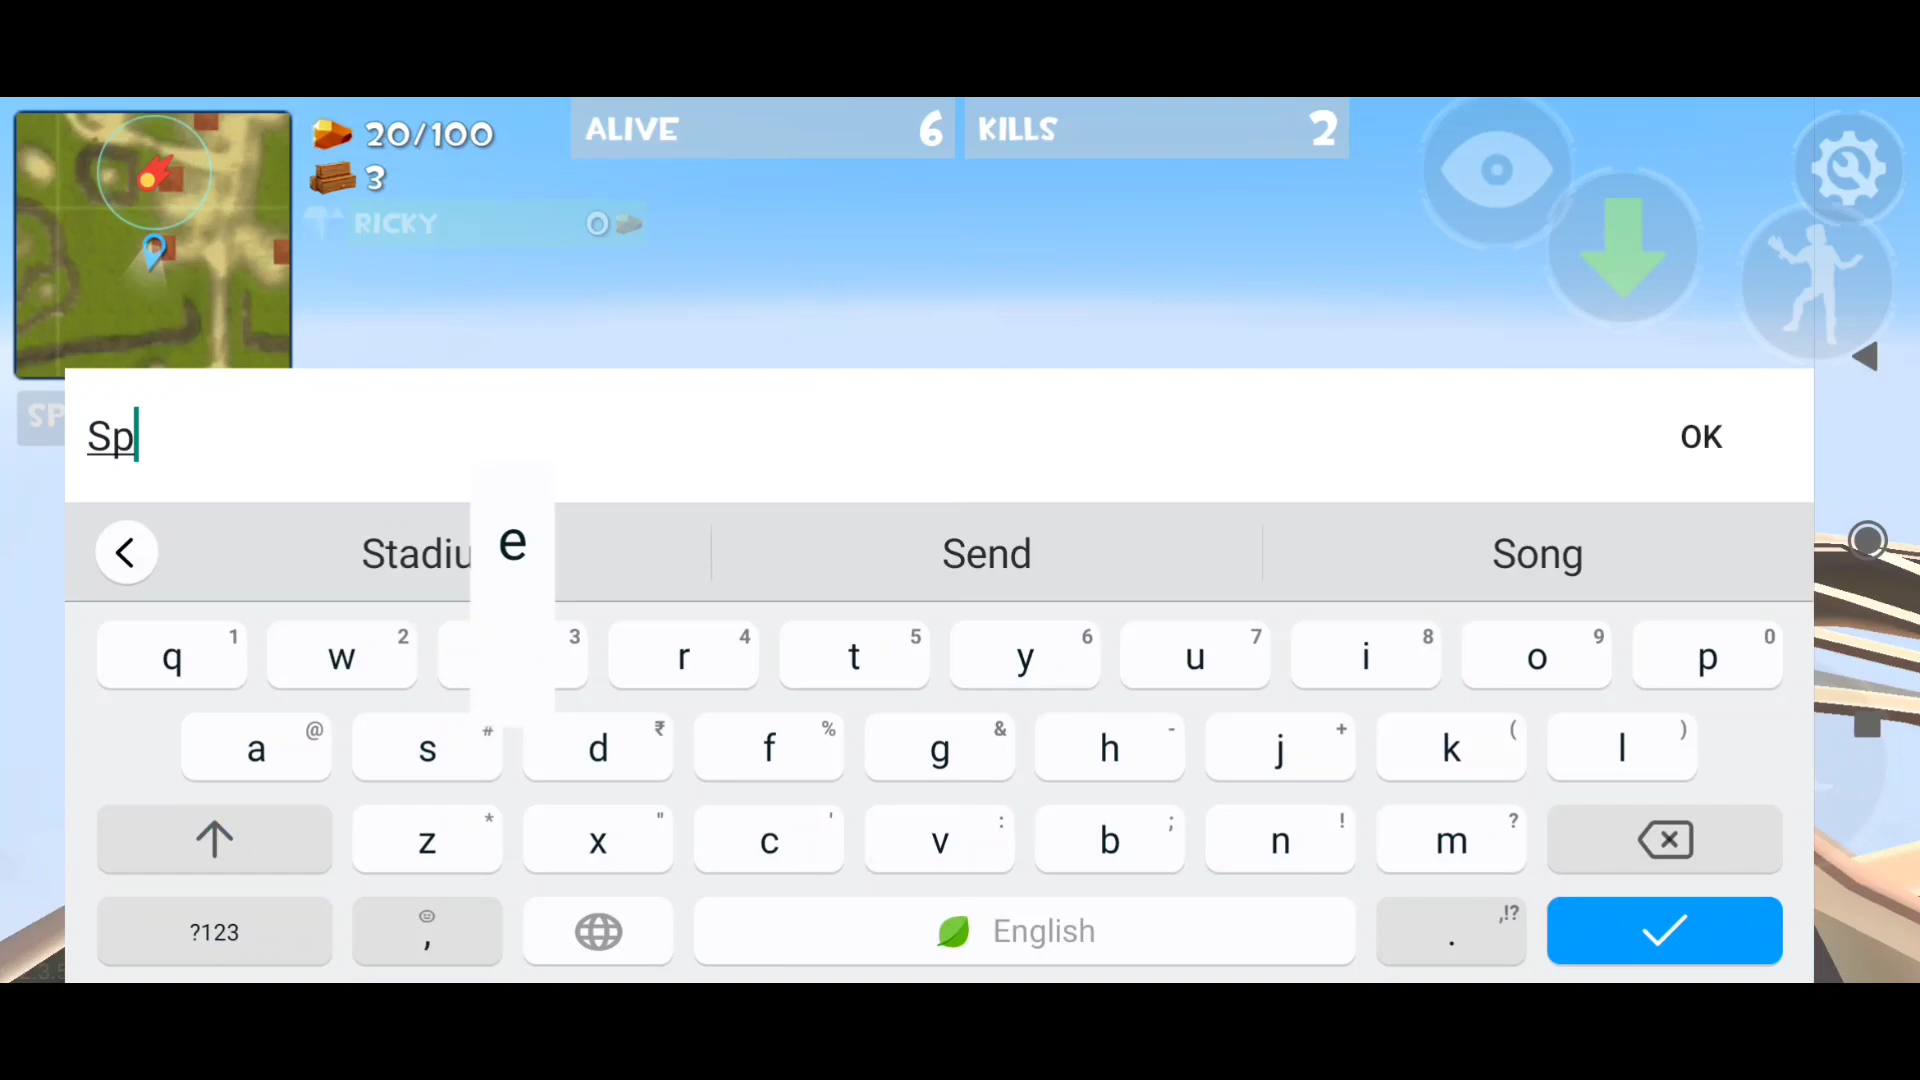 20/100
3
ALIVE 6
KILLS 2
RICKY 0
SP
Sp
OK
e
Stadiu
Send
Song
q 1 w 2 3 r 4 t 5 y 6 u 7 i 8 o 9 p 0
a @ s # d ₹ f % g & h - j + k ( l )
z * x " c ' v : b ; n ! m ?
?123 , English . ,!?